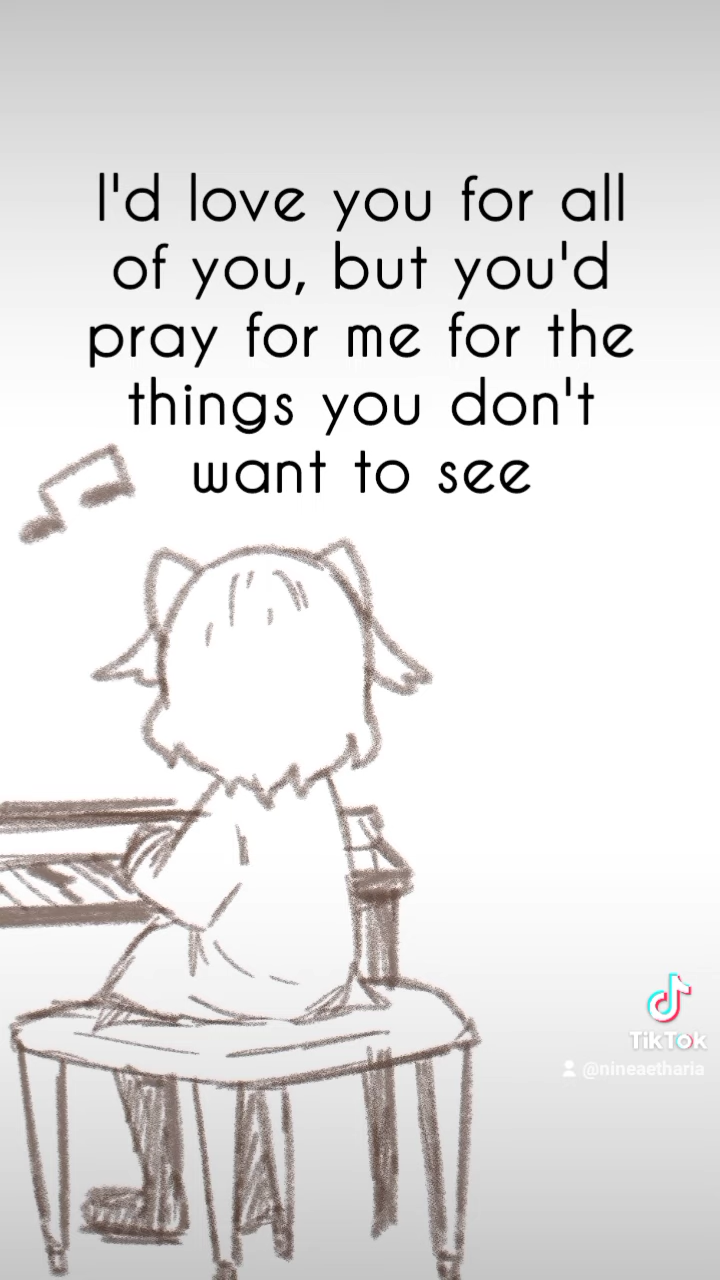 I'd love you for all
of you, but you'd
pray for me for the
things you don't
want to see
TikTok
@nineaetharia